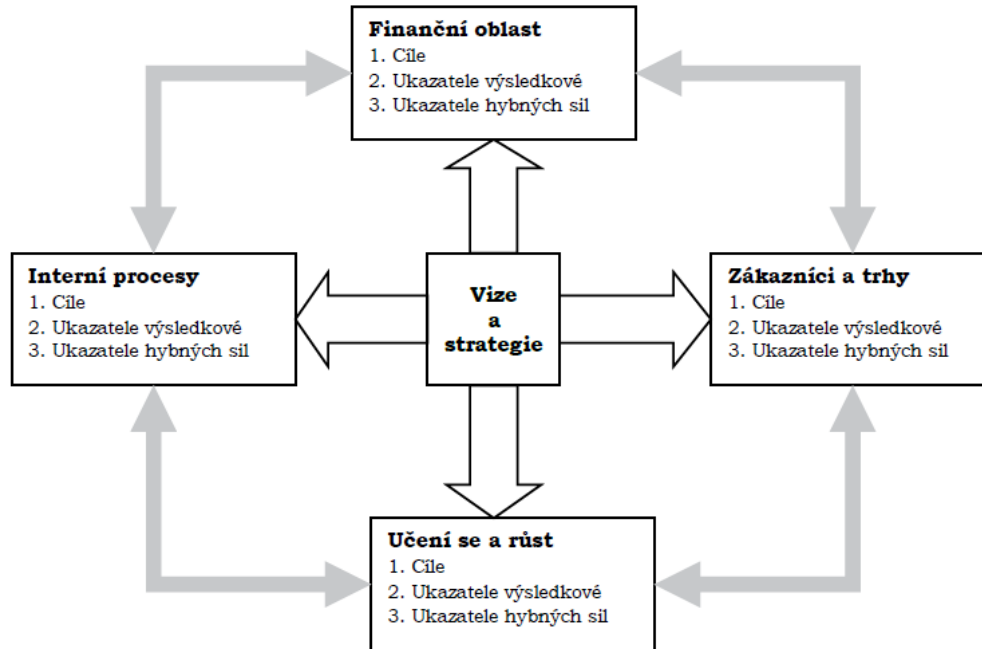 Finanční oblast
1. Cíle
2. Ukazatele výsledkové
3. Ukazatele hybných sil
Interní procesy
1. Cíle
2. Ukazatele výsledkové
3. Ukazatele hybných sil
Vize
a
strategie
Zákazníci a trhy
1. Cíle
2. Ukazatele výsledkové
3. Ukazatele hybných sil
Učení se a růst
1. Cíle
2. Ukazatele výsledkové
3. Ukazatele hybných sil